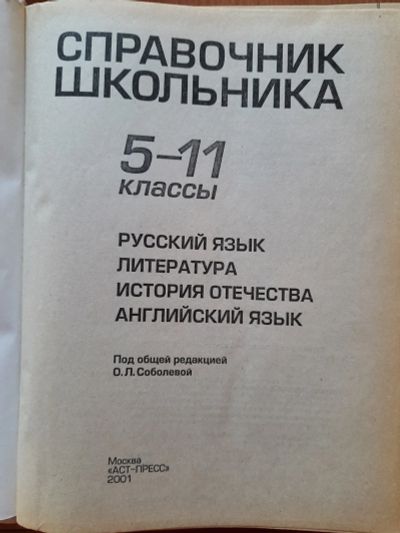 СПРАВОЧНИК
ШКОЛЬНИКА
5–11
классы
РУССКИЙ ЯЗЫК
ЛИТЕРАТУРА
ИСТОРИЯ ОТЕЧЕСТВА
АНГЛИЙСКИЙ ЯЗЫК
Под общей редакцией
О.Л.Соболевой
Москва
«АСТ–ПРЕСС»
2001